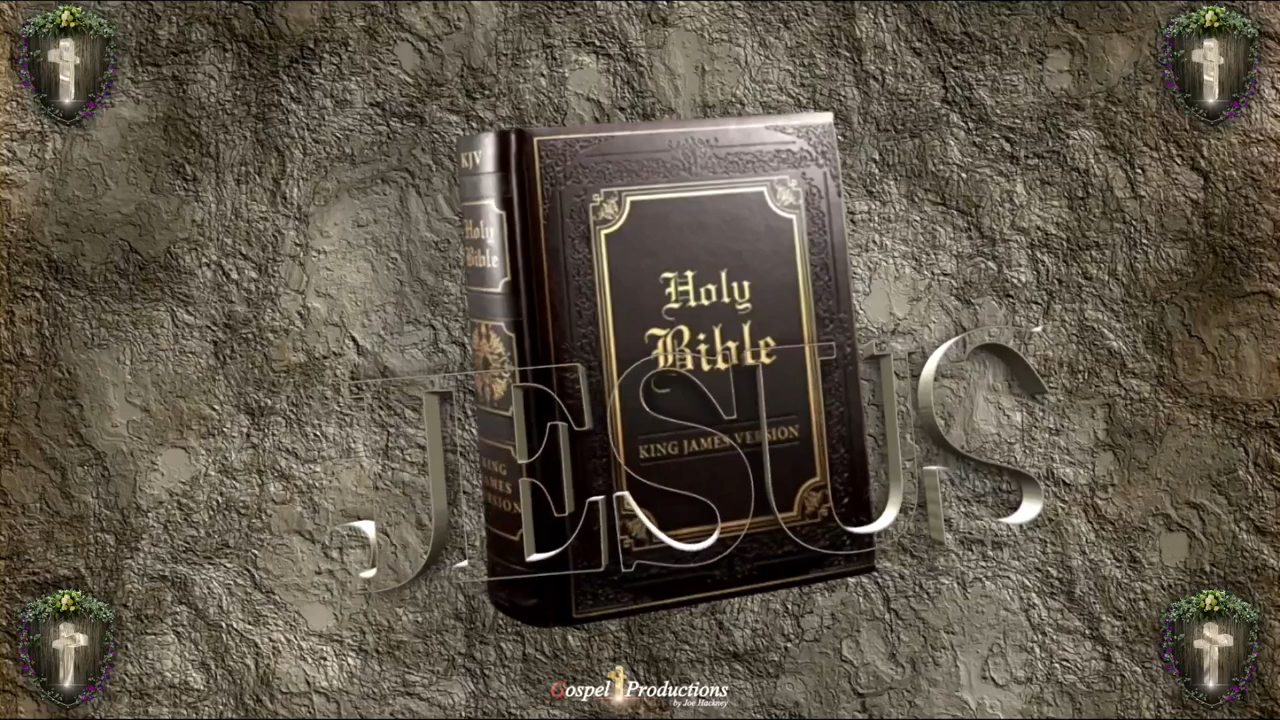 KJV
Holy
Bible
KING
JAMES
VERSION
Holy
Bible
KING JAMES VERSION
JESUS
Gospel Productions
by Joe Hackney